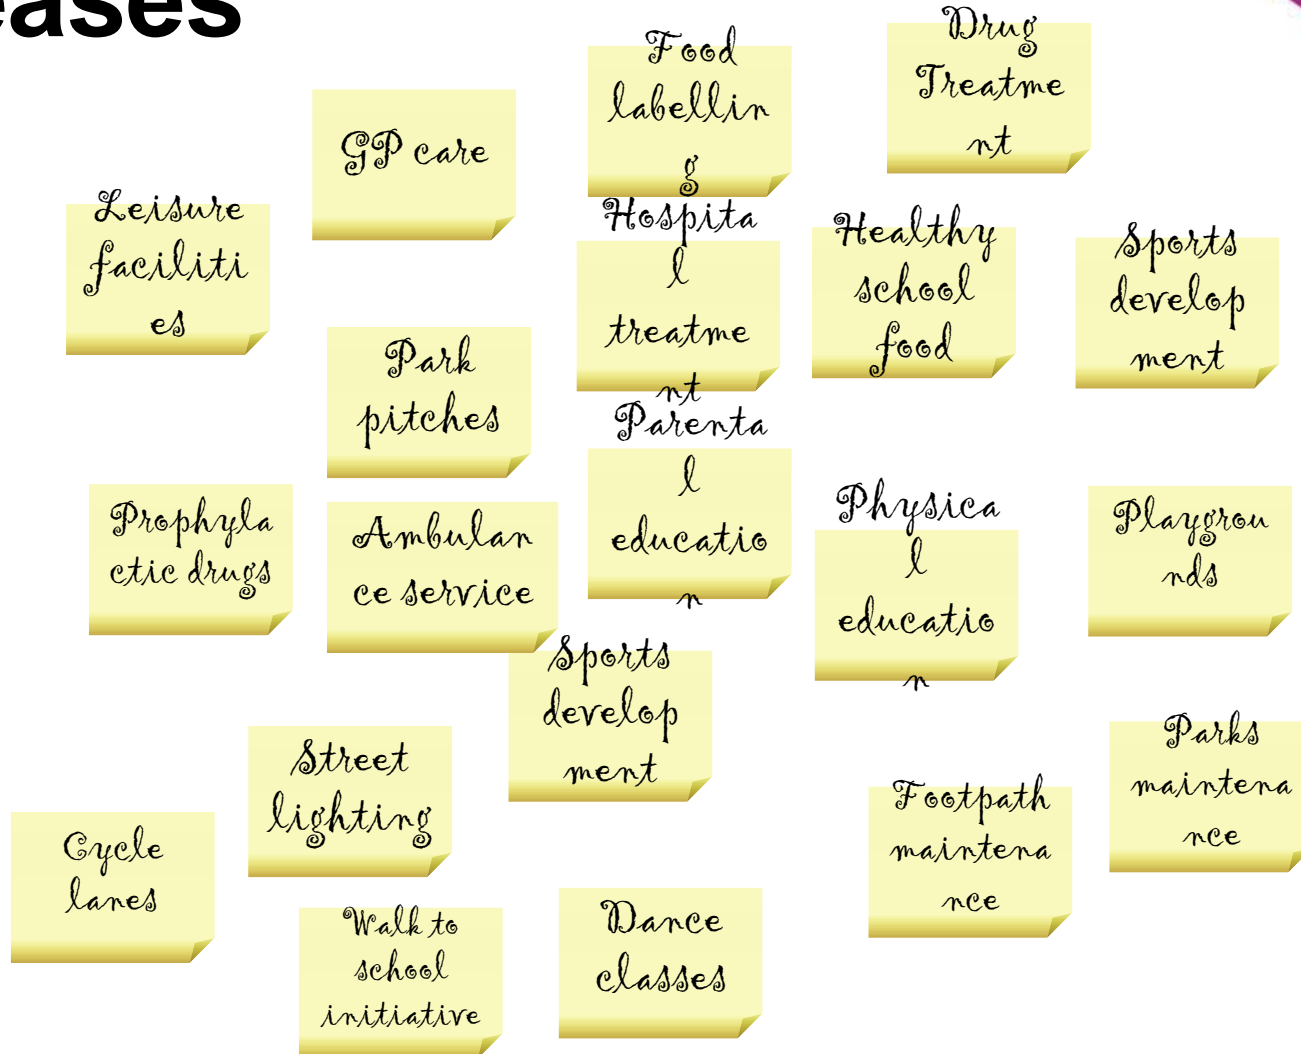 eases
Food
labellin
g
Drug
Treatme
nt
GP care
Leisure
faciliti
es
Hospita
l
treatme
nt
Healthy
school
food
Sports
develop
ment
Park
pitches
Parenta
l
educatio
n
Physica
l
educatio
n
Playgrou
nds
Prophyla
ctic drugs
Ambulan
ce service
Sports
develop
ment
Street
lighting
Parks
maintena
nce
Footpath
maintena
nce
Cycle
lanes
Walk to
school
initiative
Dance
classes